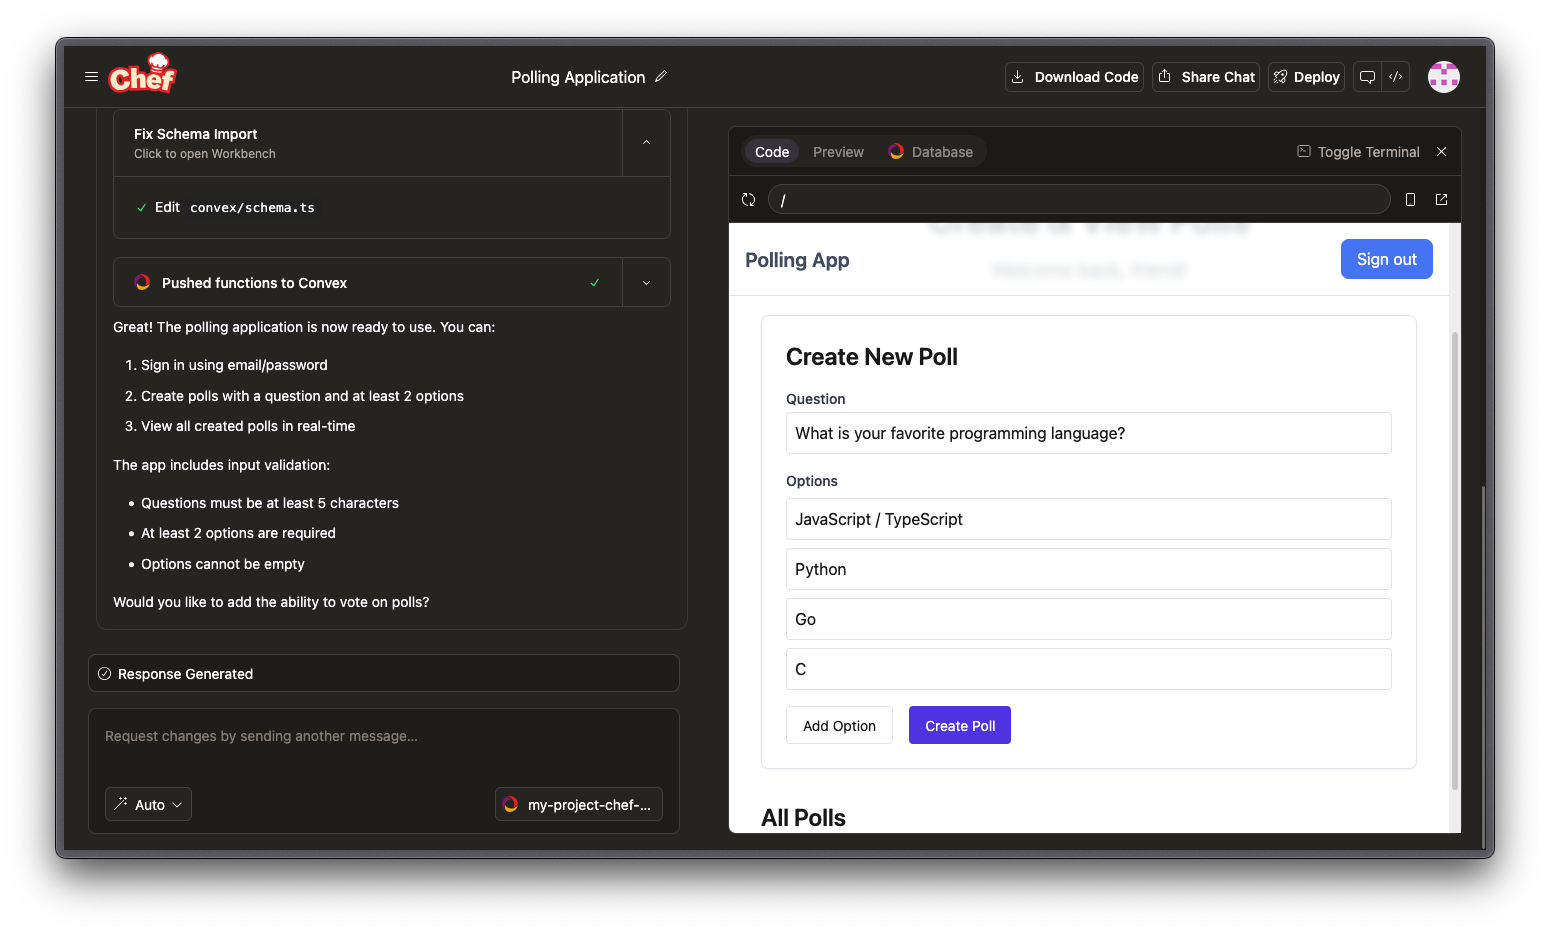 Chef
Polling Application
Download Code
Share Chat
Deploy
Fix Schema Import
Click to open Workbench
Edit convex/schema.ts
Pushed functions to Convex
Great! The polling application is now ready to use. You can:
1. Sign in using email/password
2. Create polls with a question and at least 2 options
3. View all created polls in real-time
The app includes input validation:
• Questions must be at least 5 characters
• At least 2 options are required
• Options cannot be empty
Would you like to add the ability to vote on polls?
Response Generated
Request changes by sending another message...
Auto
my-project-chef-...
Code
Preview
Database
Toggle Terminal
/
Polling App
Welcome back, friend!
Sign out
Create New Poll
Question
What is your favorite programming language?
Options
JavaScript / TypeScript
Python
Go
C
Add Option
Create Poll
All Polls